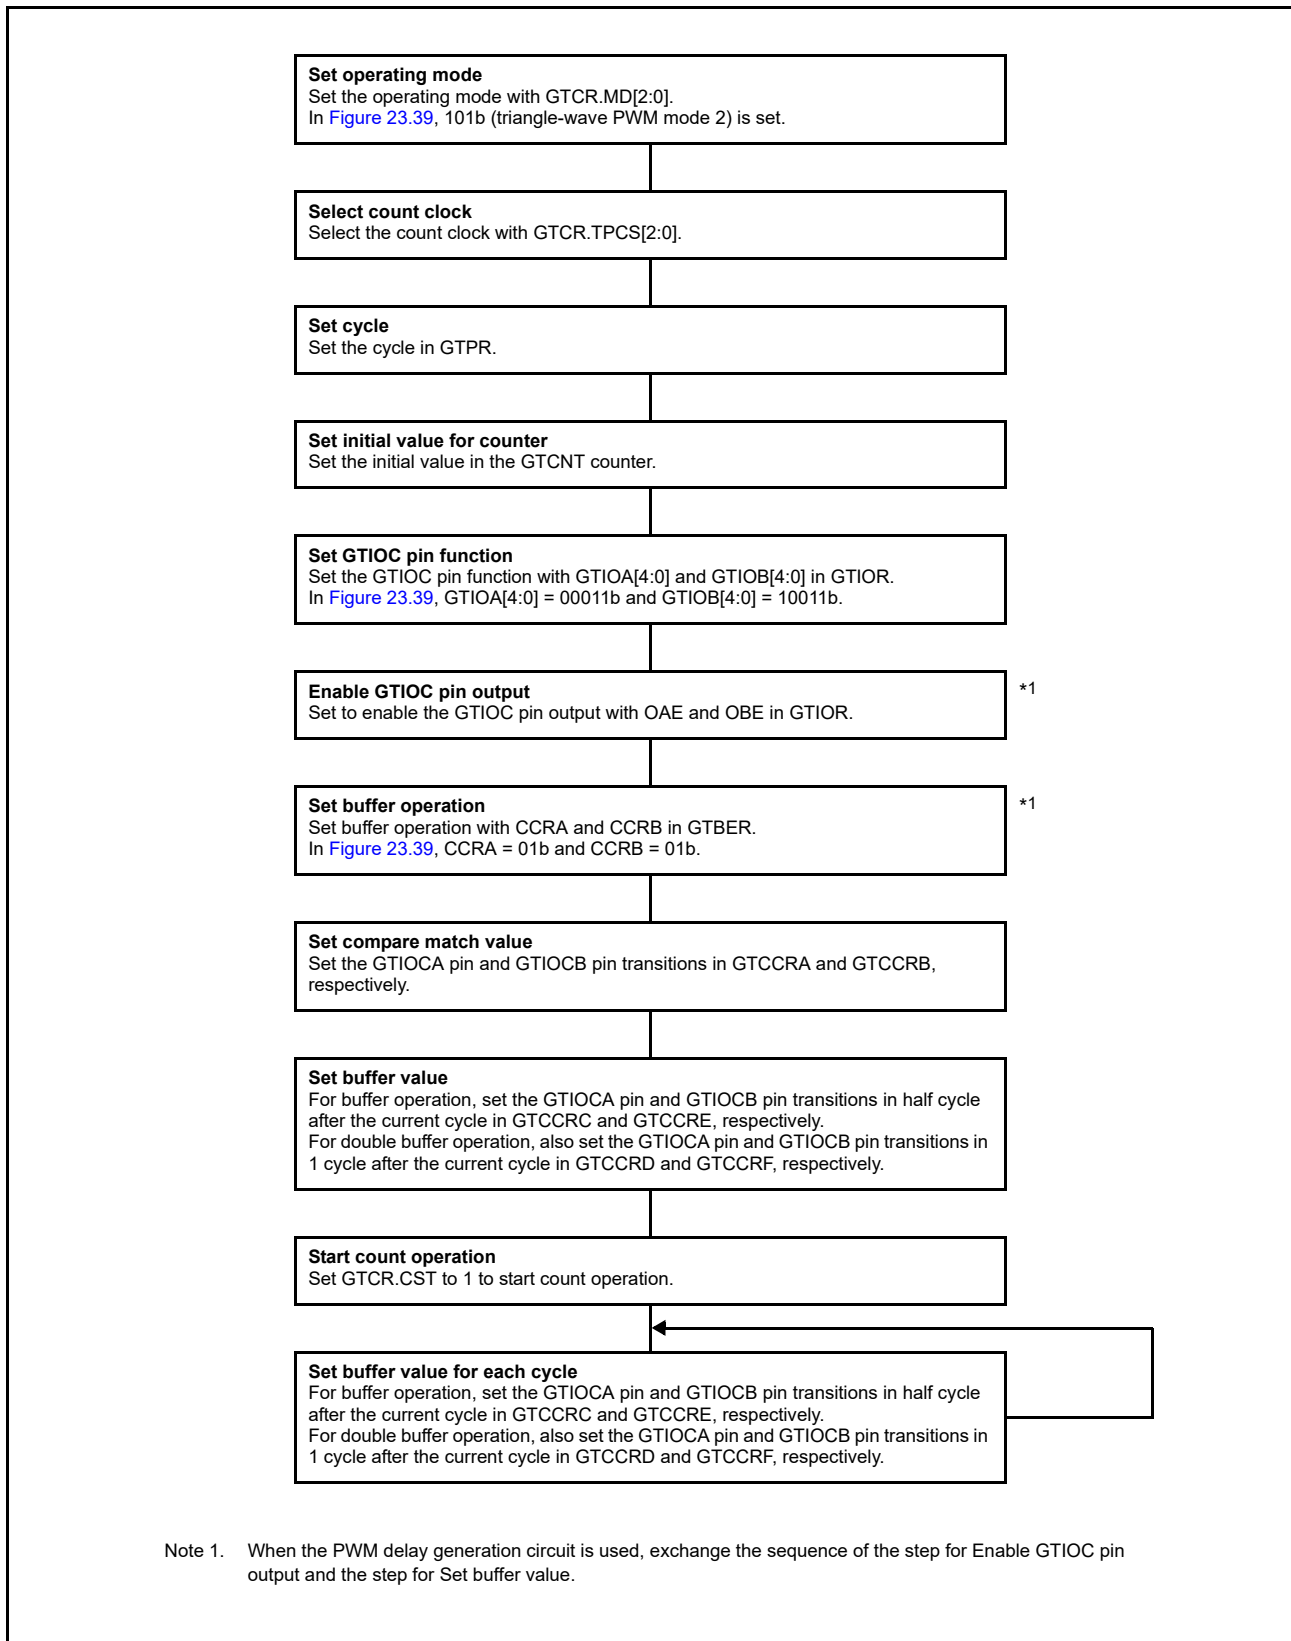 Set operating mode
Set the operating mode with GTCR.MD[2:0].
In Figure 23.39, 101b (triangle-wave PWM mode 2) is set.
Select count clock
Select the count clock with GTCR.TPCS[2:0].
Set cycle
Set the cycle in GTPR.
Set initial value for counter
Set the initial value in the GTCNT counter.
Set GTIOC pin function
Set the GTIOC pin function with GTIOA[4:0] and GTIOB[4:0] in GTIOR.
In Figure 23.39, GTIOA[4:0] = 00011b and GTIOB[4:0] = 10011b.
Enable GTIOC pin output
Set to enable the GTIOC pin output with OAE and OBE in GTIOR.
*1
Set buffer operation
Set buffer operation with CCRA and CCRB in GTBER.
In Figure 23.39, CCRA = 01b and CCRB = 01b.
*1
Set compare match value
Set the GTIOCA pin and GTIOCB pin transitions in GTCCRA and GTCCRB,
respectively.
Set buffer value
For buffer operation, set the GTIOCA pin and GTIOCB pin transitions in half cycle
after the current cycle in GTCCRC and GTCCRE, respectively.
For double buffer operation, also set the GTIOCA pin and GTIOCB pin transitions in
1 cycle after the current cycle in GTCCRD and GTCCRF, respectively.
Start count operation
Set GTCR.CST to 1 to start count operation.
Set buffer value for each cycle
For buffer operation, set the GTIOCA pin and GTIOCB pin transitions in half cycle
after the current cycle in GTCCRC and GTCCRE, respectively.
For double buffer operation, also set the GTIOCA pin and GTIOCB pin transitions in
1 cycle after the current cycle in GTCCRD and GTCCRF, respectively.
Note 1. When the PWM delay generation circuit is used, exchange the sequence of the step for Enable GTIOC pin
output and the step for Set buffer value.